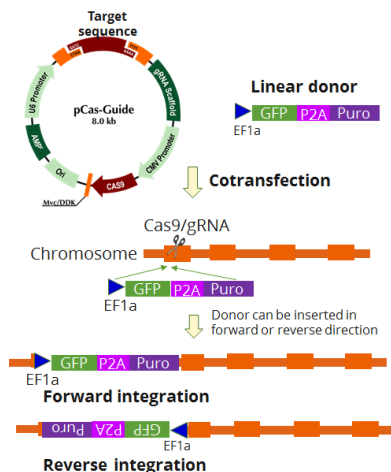 Target
sequence
U6 Promoter
gRNA Scaffold
pCas-Guide
8.0 kb
AMP
CMV Promoter
Ori
CAS9
Myc/DDK
Linear donor
GFP P2A Puro
EF1a
Cotransfection
Cas9/gRNA
Chromosome
GFP P2A Puro
EF1a
Donor can be inserted in
forward or reverse direction
GFP P2A Puro
EF1a
Forward integration
Puro P2A GFP
EF1a
Reverse integration